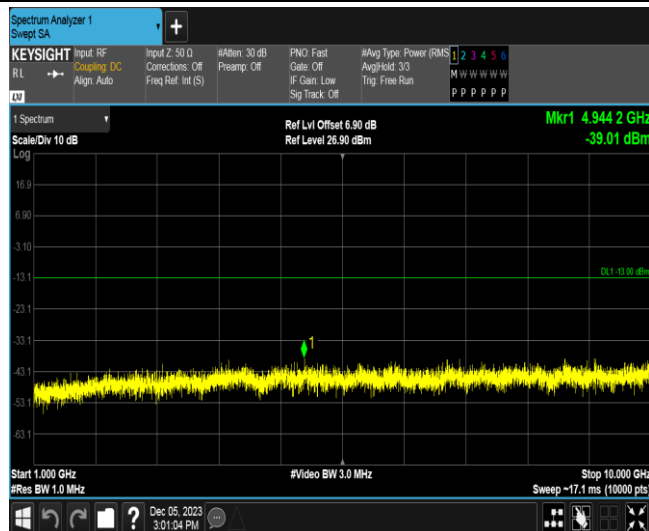 Spectrum Analyzer 1
Swept SA
+
KEYSIGHT
RL
LXI
Input: RF
Coupling: DC
Align: Auto
Input Z: 50 Ω
Corrections: Off
Freq Ref: Int (S)
#Atten: 30 dB
Preamp: Off
PNO: Fast
Gate: Off
IF Gain: Low
Sig Track: Off
#Avg Type: Power (RMS
Avg|Hold: 3/3
Trig: Free Run
1 2 3 4 5 6
M W W W W W
P P P P P P
1 Spectrum
Scale/Div 10 dB
Log
Ref Lvl Offset 6.90 dB
Ref Level 26.90 dBm
Mkr1 4.944 2 GHz
-39.01 dBm
16.9
6.90
-3.10
-13.1
DL1 -13.00 dBm
-23.1
-33.1
1
-43.1
-53.1
-63.1
Start 1.000 GHz
#Res BW 1.0 MHz
#Video BW 3.0 MHz
Stop 10.000 GHz
Sweep ~17.1 ms (10000 pts)
?
Dec 05, 2023
3:01:04 PM